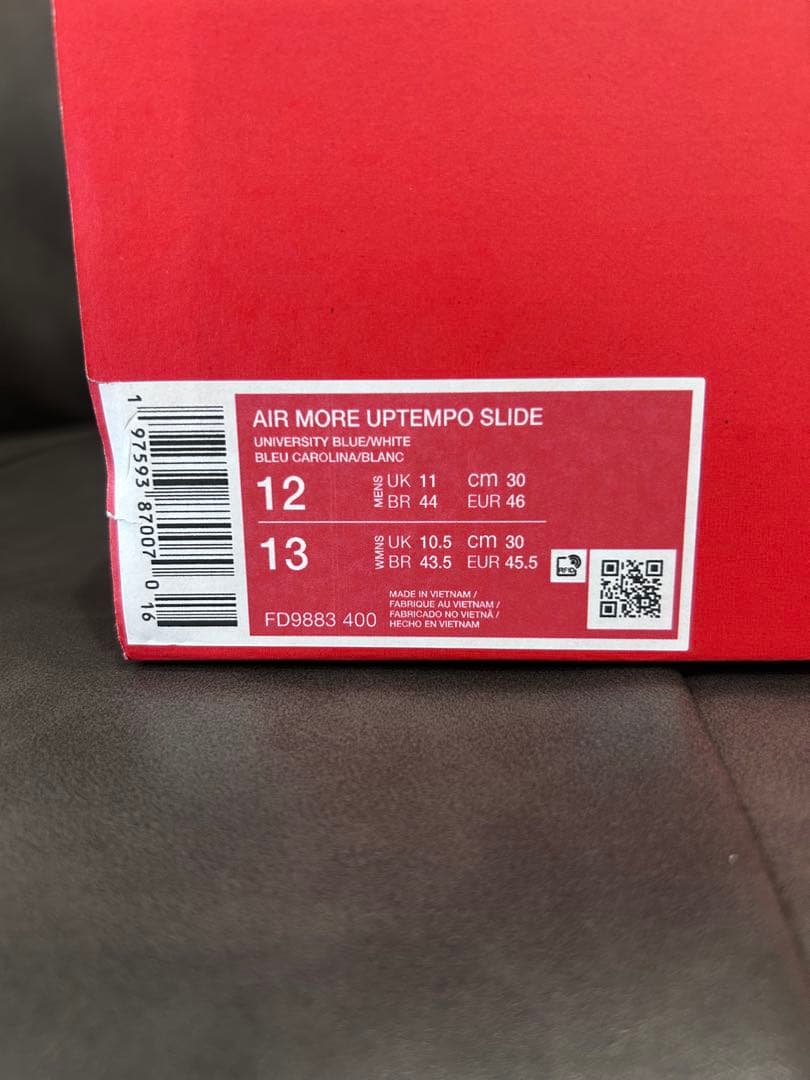 AIR MORE UPTEMPO SLIDE
UNIVERSITY BLUE/WHITE
BLEU CAROLINA/BLANC
12 MENS UK 11 cm 30
BR 44 EUR 46
13 WMNS UK 10.5 cm 30
BR 43.5 EUR 45.5
RFID
FD9883 400
MADE IN VIETNAM /
FABRIQUE AU VIETNAM /
FABRICADO NO VIETNÃ /
HECHO EN VIETNAM
1 97593 87007 0 16